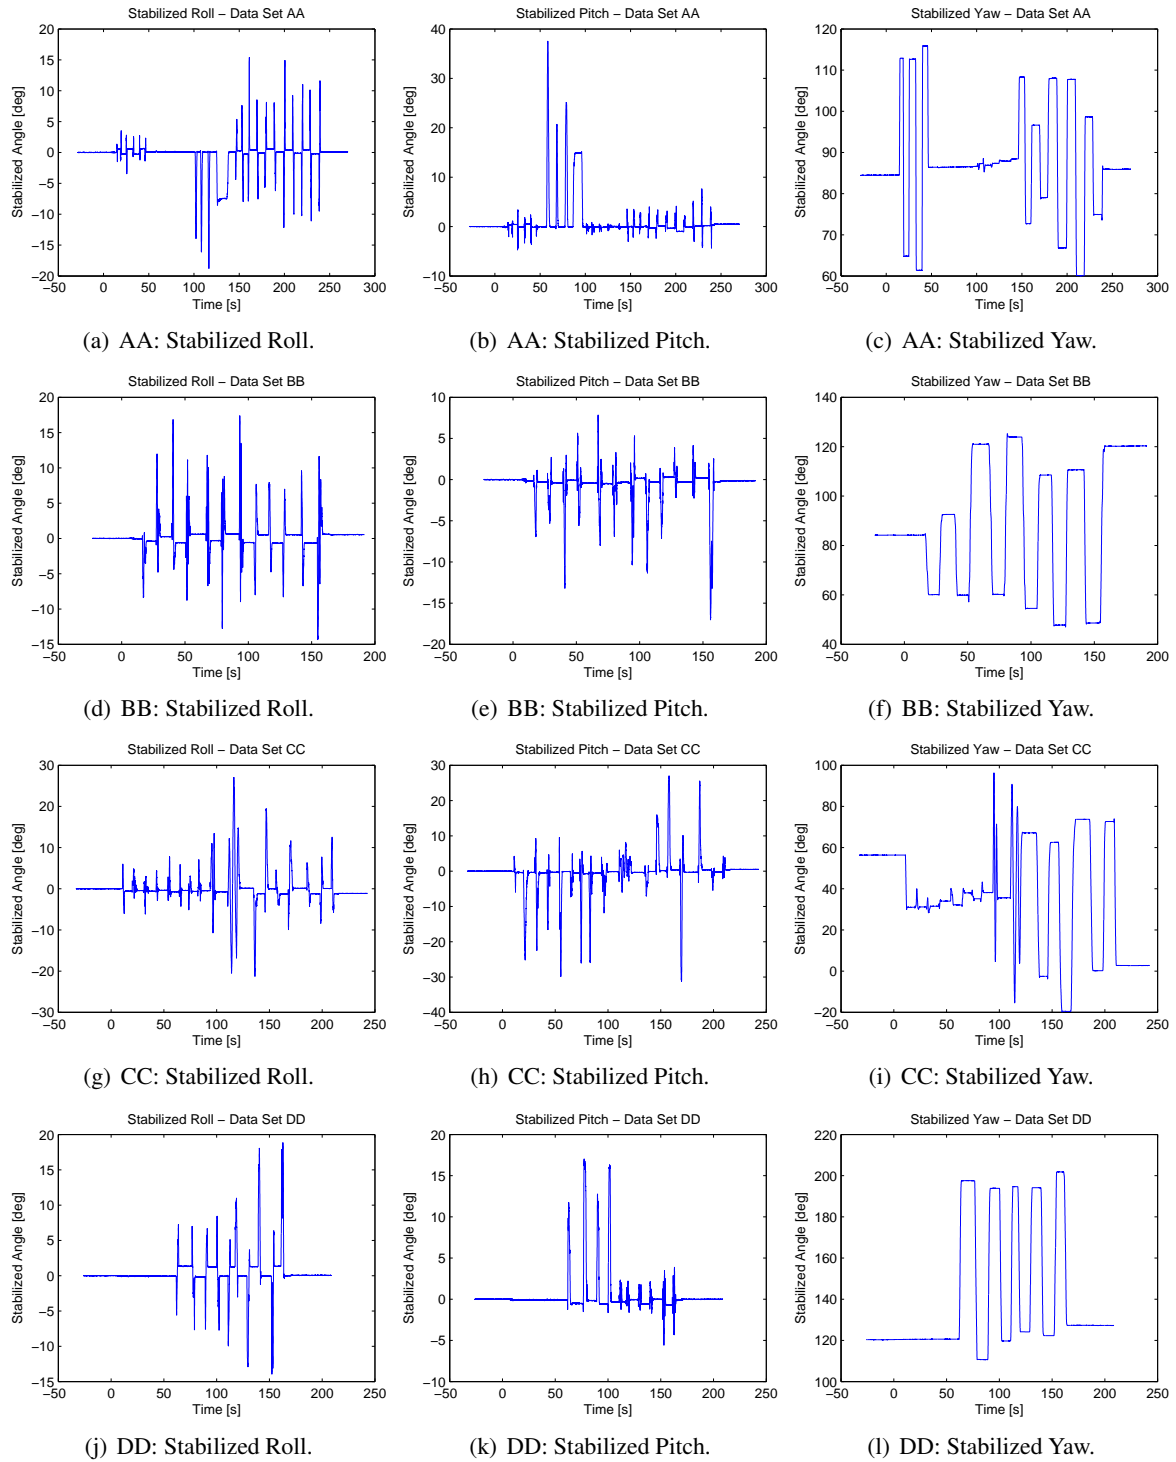 Stabilized Roll − Data Set AA
Stabilized Pitch − Data Set AA
Stabilized Yaw − Data Set AA
Stabilized Angle [deg]
20
15
10
5
0
−5
−10
−15
−20
−50 0 50 100 150 200 250 300
Time [s]
Stabilized Angle [deg]
40
30
20
10
0
−10
−50 0 50 100 150 200 250 300
Time [s]
Stabilized Angle [deg]
120
110
100
90
80
70
60
−50 0 50 100 150 200 250 300
Time [s]
(a) AA: Stabilized Roll.
(b) AA: Stabilized Pitch.
(c) AA: Stabilized Yaw.
Stabilized Roll − Data Set BB
Stabilized Pitch − Data Set BB
Stabilized Yaw − Data Set BB
Stabilized Angle [deg]
20
15
10
5
0
−5
−10
−15
−50 0 50 100 150 200
Time [s]
Stabilized Angle [deg]
10
5
0
−5
−10
−15
−20
−50 0 50 100 150 200
Time [s]
Stabilized Angle [deg]
140
120
100
80
60
40
−50 0 50 100 150 200
Time [s]
(d) BB: Stabilized Roll.
(e) BB: Stabilized Pitch.
(f) BB: Stabilized Yaw.
Stabilized Roll − Data Set CC
Stabilized Pitch − Data Set CC
Stabilized Yaw − Data Set CC
Stabilized Angle [deg]
30
20
10
0
−10
−20
−30
−50 0 50 100 150 200 250
Time [s]
Stabilized Angle [deg]
30
20
10
0
−10
−20
−30
−40
−50 0 50 100 150 200 250
Time [s]
Stabilized Angle [deg]
100
80
60
40
20
0
−20
−50 0 50 100 150 200 250
Time [s]
(g) CC: Stabilized Roll.
(h) CC: Stabilized Pitch.
(i) CC: Stabilized Yaw.
Stabilized Roll − Data Set DD
Stabilized Pitch − Data Set DD
Stabilized Yaw − Data Set DD
Stabilized Angle [deg]
20
15
10
5
0
−5
−10
−15
−50 0 50 100 150 200 250
Time [s]
Stabilized Angle [deg]
20
15
10
5
0
−5
−10
−50 0 50 100 150 200 250
Time [s]
Stabilized Angle [deg]
220
200
180
160
140
120
100
−50 0 50 100 150 200 250
Time [s]
(j) DD: Stabilized Roll.
(k) DD: Stabilized Pitch.
(l) DD: Stabilized Yaw.